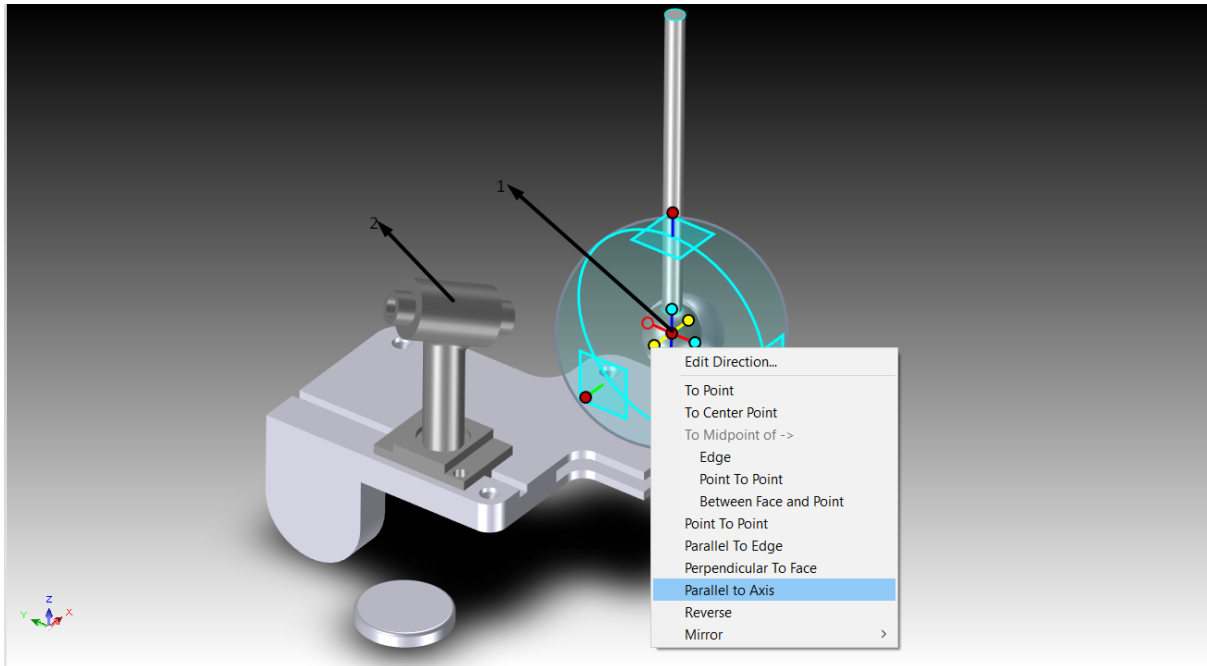 1
2
Edit Direction...
To Point
To Center Point
To Midpoint of ->
Edge
Point To Point
Between Face and Point
Point To Point
Parallel To Edge
Perpendicular To Face
Parallel to Axis
Reverse
Mirror
Z
Y
X